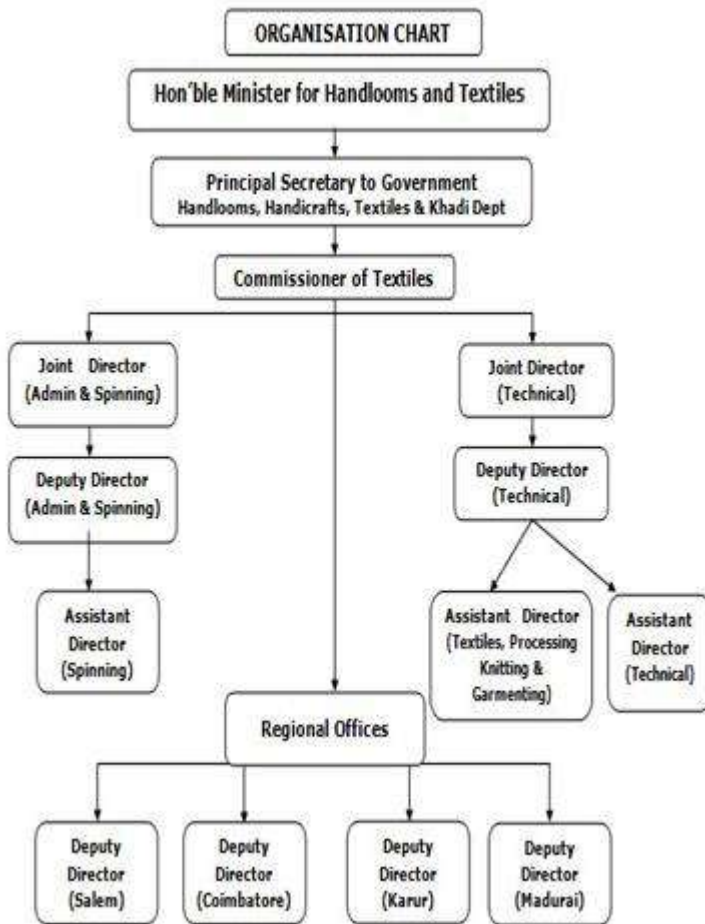 ORGANISATION CHART
Hon'ble Minister for Handlooms and Textiles
Principal Secretary to Government
Handlooms, Handicrafts, Textiles & Khadi Dept
Commissioner of Textiles
Joint Director
(Admin & Spinning)
Joint Director
(Technical)
Deputy Director
(Admin & Spinning)
Deputy Director
(Technical)
Assistant
Director
(Spinning)
Assistant Director
(Textiles, Processing
Knitting &
Garmenting)
Assistant
Director
(Technical)
Regional Offices
Deputy
Director
(Salem)
Deputy
Director
(Coimbatore)
Deputy
Director
(Karur)
Deputy
Director
(Madurai)